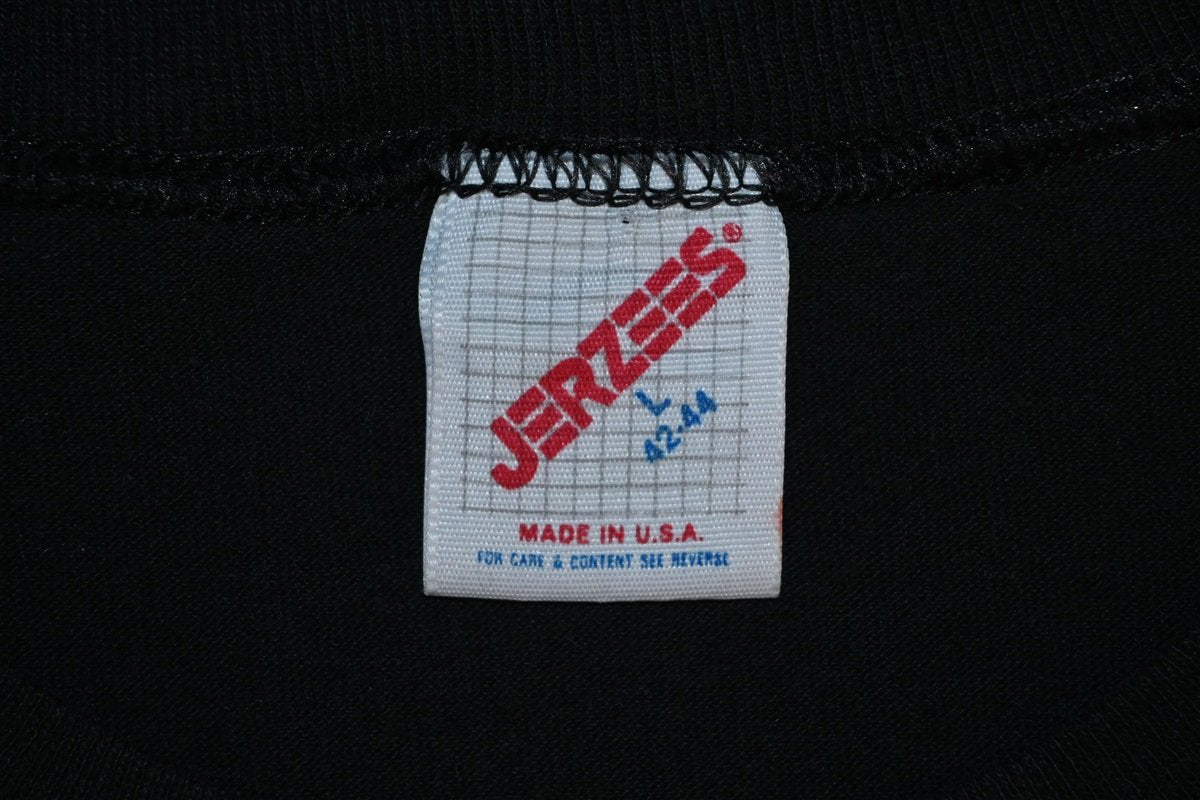 JERZEES®
L
42-44
MADE IN U.S.A.
FOR CARE & CONTENT SEE REVERSE